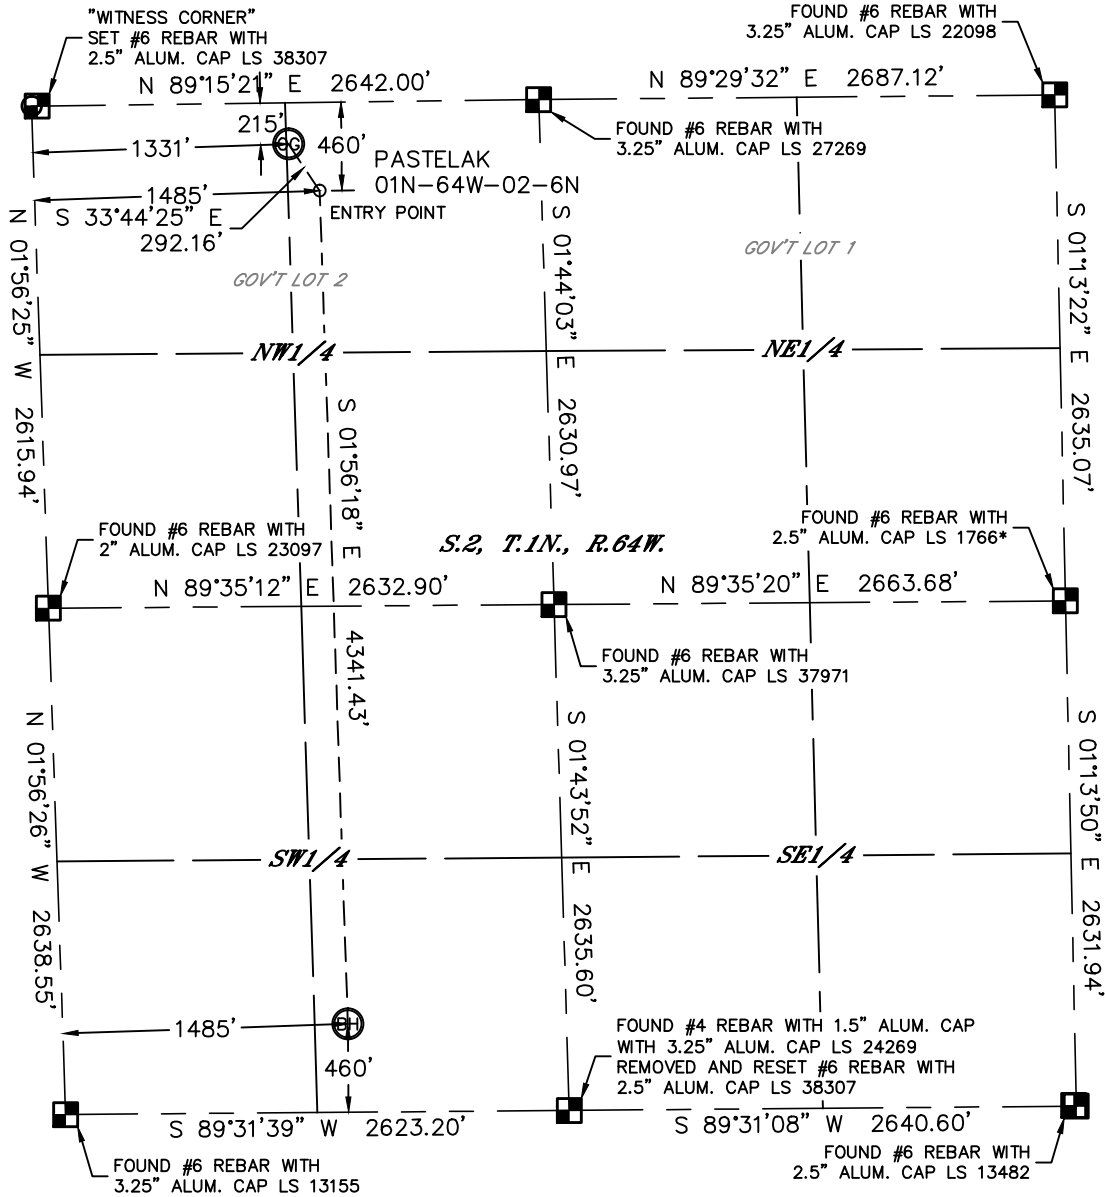 "WITNESS CORNER"
SET #6 REBAR WITH
2.5" ALUM. CAP LS 38307
FOUND #6 REBAR WITH
3.25" ALUM. CAP LS 22098
N 89°15'21" E 2642.00'
N 89°29'32" E 2687.12'
FOUND #6 REBAR WITH
3.25" ALUM. CAP LS 27269
215'
1331'
460'
PASTELAK
01N-64W-02-6N
1485'
ENTRY POINT
S 33°44'25" E
292.16'
N 01°56'25" W 2615.94'
S 01°44'03" E 2630.97'
S 01°13'22" E 2635.07'
GOV'T LOT 2
GOV'T LOT 1
NW1/4
NE1/4
S 01°56'18" E 4341.43'
FOUND #6 REBAR WITH
2" ALUM. CAP LS 23097
S.2, T.1N., R.64W.
FOUND #6 REBAR WITH
2.5" ALUM. CAP LS 1766*
N 89°35'12" E 2632.90'
N 89°35'20" E 2663.68'
FOUND #6 REBAR WITH
3.25" ALUM. CAP LS 37971
N 01°56'26" W 2638.55'
S 01°43'52" E 2635.60'
S 01°13'50" E 2631.94'
SW1/4
SE1/4
BH
1485'
460'
FOUND #4 REBAR WITH 1.5" ALUM. CAP
WITH 3.25" ALUM. CAP LS 24269
REMOVED AND RESET #6 REBAR WITH
2.5" ALUM. CAP LS 38307
S 89°31'39" W 2623.20'
S 89°31'08" W 2640.60'
FOUND #6 REBAR WITH
3.25" ALUM. CAP LS 13155
FOUND #6 REBAR WITH
2.5" ALUM. CAP LS 13482